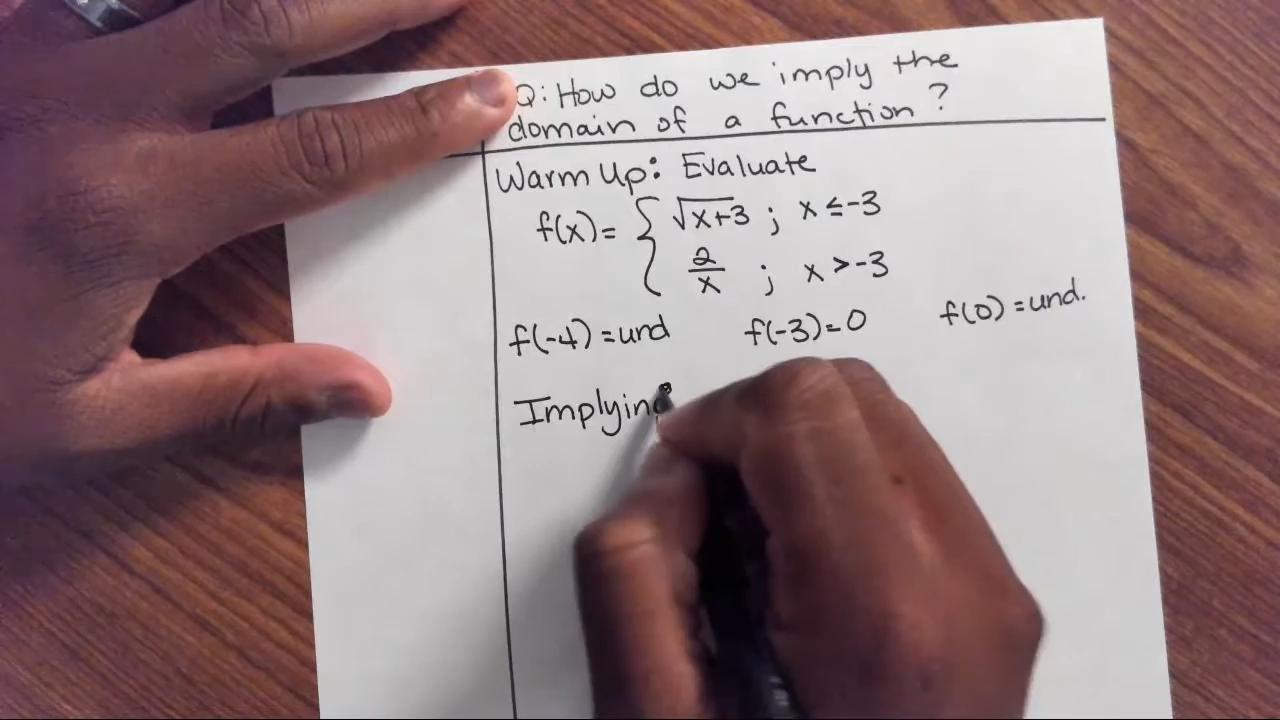 Q: How do we imply the
domain of a function?
Warm Up: Evaluate
f(x)= { √x+3 ; x ≤ -3
2/x ; x > -3
f(-4) = und f(-3) = 0 f(0) = und.
Implying